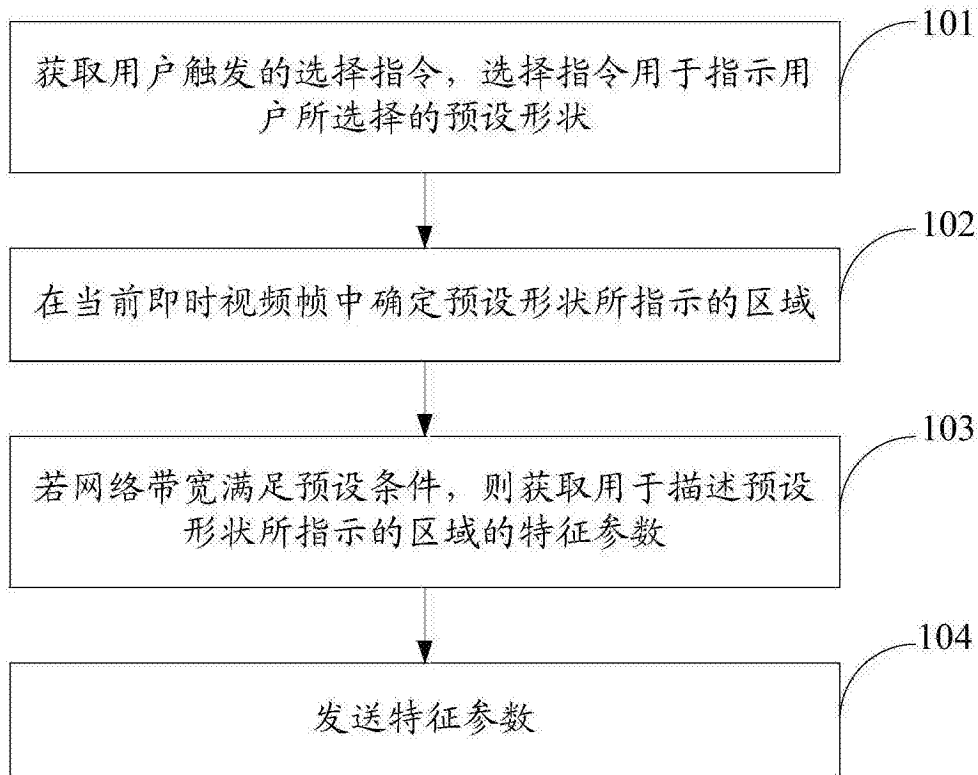 101
获取用户触发的选择指令，选择指令用于指示用
户所选择的预设形状
102
在当前即时视频帧中确定预设形状所指示的区域
103
若网络带宽满足预设条件，则获取用于描述预设
形状所指示的区域的特征参数
104
发送特征参数